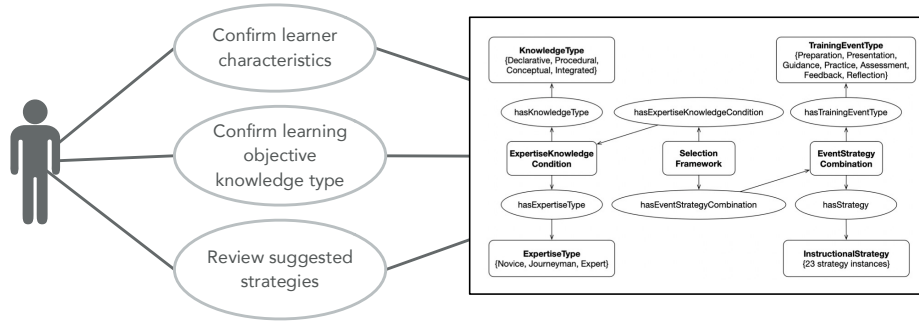 Confirm learner
characteristics
Confirm learning
objective
knowledge type
Review suggested
strategies
KnowledgeType
{Declarative, Procedural,
Conceptual, Integrated}
TrainingEventType
{Preparation, Presentation,
Guidance, Practice, Assessment,
Feedback, Reflection}
hasKnowledgeType
hasExpertiseKnowledgeCondition
hasTrainingEventType
ExpertiseKnowledge
Condition
Selection
Framework
EventStrategy
Combination
hasExpertiseType
hasEventStrategyCombination
hasStrategy
ExpertiseType
{Novice, Journeyman, Expert}
InstructionalStrategy
{23 strategy instances}